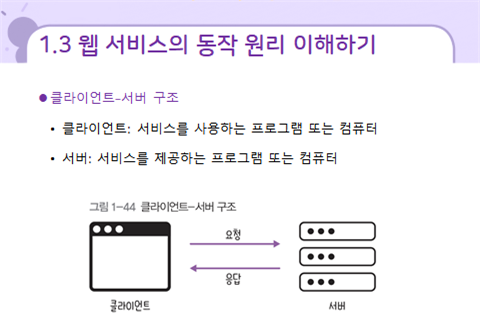 1.3 웹 서비스의 동작 원리 이해하기
● 클라이언트-서버 구조
• 클라이언트: 서비스를 사용하는 프로그램 또는 컴퓨터
• 서버: 서비스를 제공하는 프로그램 또는 컴퓨터
그림 1-44 클라이언트-서버 구조
요청
응답
클라이언트
서버